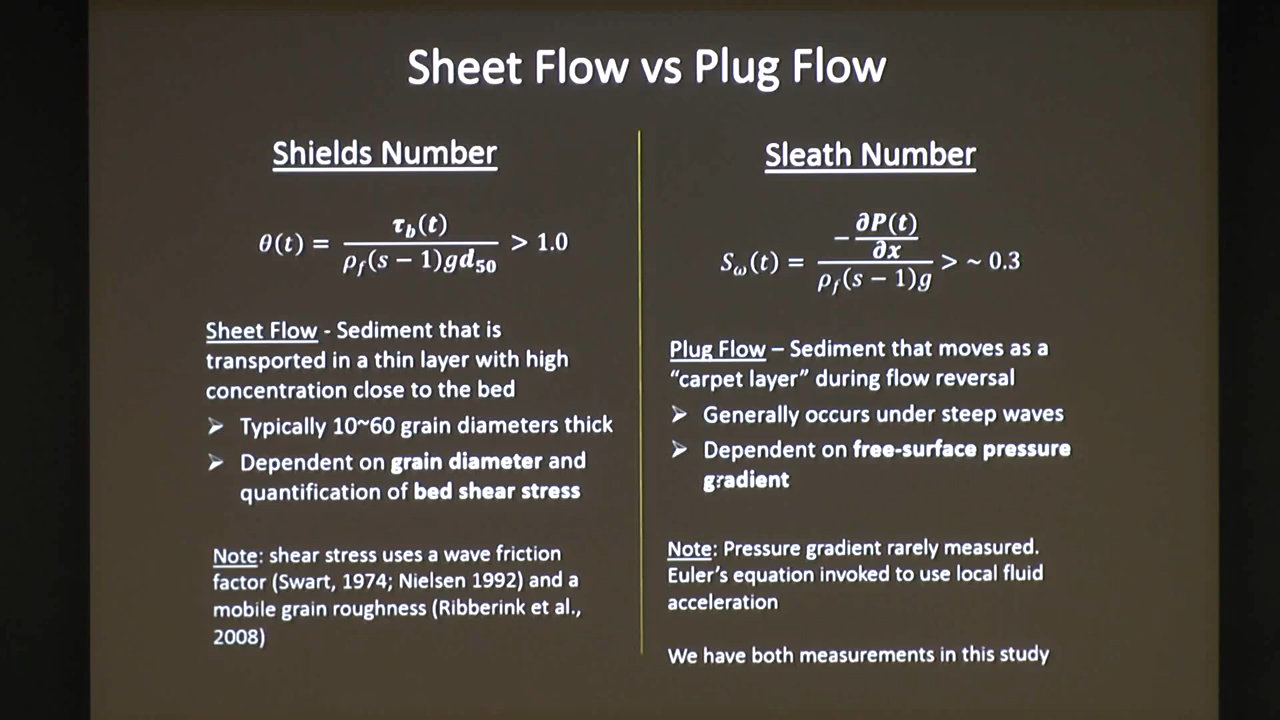 Sheet Flow vs Plug Flow
Shields Number
θ(t) = τb(t) / ρf(s − 1)gd50 > 1.0
Sheet Flow - Sediment that is
transported in a thin layer with high
concentration close to the bed
➢ Typically 10~60 grain diameters thick
➢ Dependent on grain diameter and
quantification of bed shear stress
Note: shear stress uses a wave friction
factor (Swart, 1974; Nielsen 1992) and a
mobile grain roughness (Ribberink et al.,
2008)
Sleath Number
Sω(t) = −∂P(t)/∂x / ρf(s − 1)g > ~ 0.3
Plug Flow – Sediment that moves as a
“carpet layer” during flow reversal
➢ Generally occurs under steep waves
➢ Dependent on free-surface pressure
gradient
Note: Pressure gradient rarely measured.
Euler’s equation invoked to use local fluid
acceleration
We have both measurements in this study